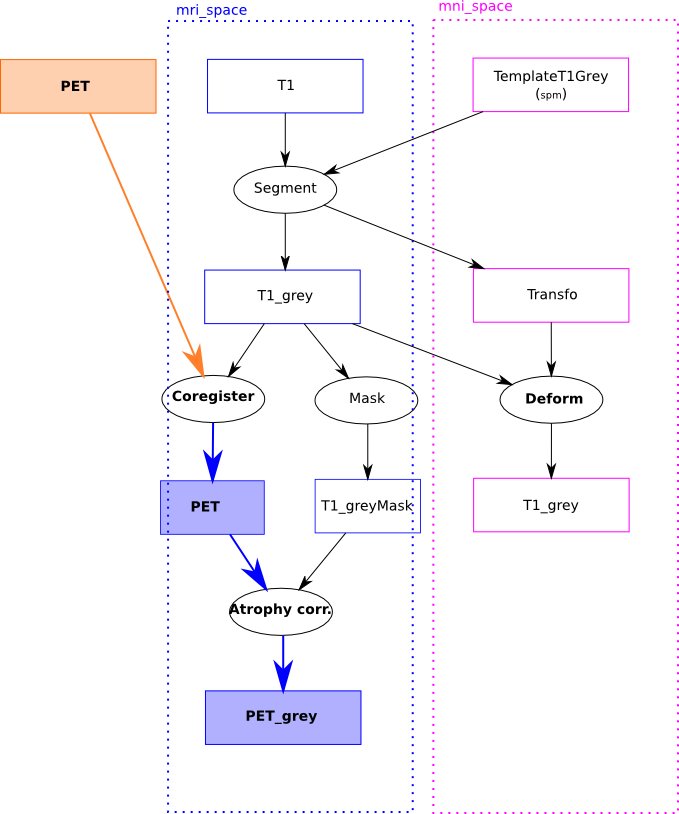 mri_space
mni_space
PET
T1
TemplateT1Grey
(spm)
Segment
T1_grey
Transfo
Coregister
Mask
Deform
PET
T1_greyMask
T1_grey
Atrophy corr.
PET_grey